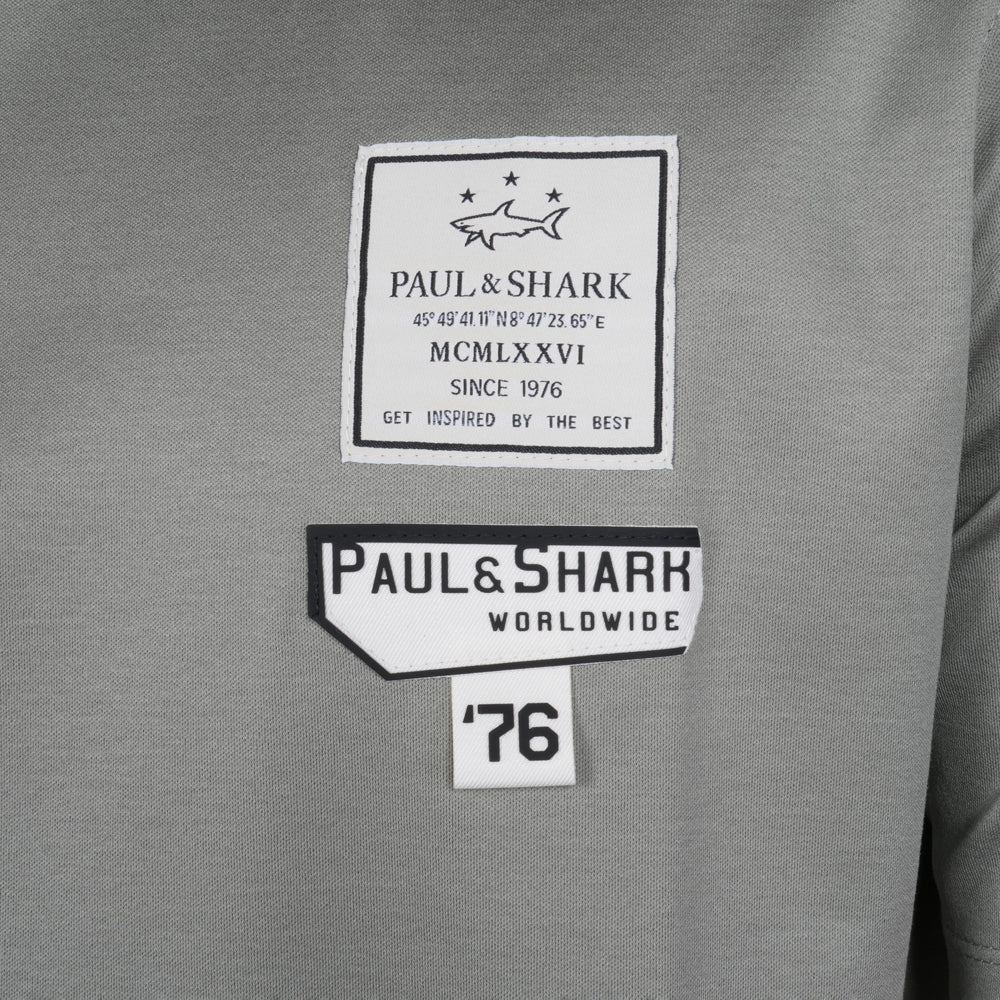 PAUL & SHARK
45° 49' 41.11" N 8° 47' 23.65" E
MCMLXXVI
SINCE 1976
GET INSPIRED BY THE BEST
PAUL & SHARK
WORLDWIDE
'76